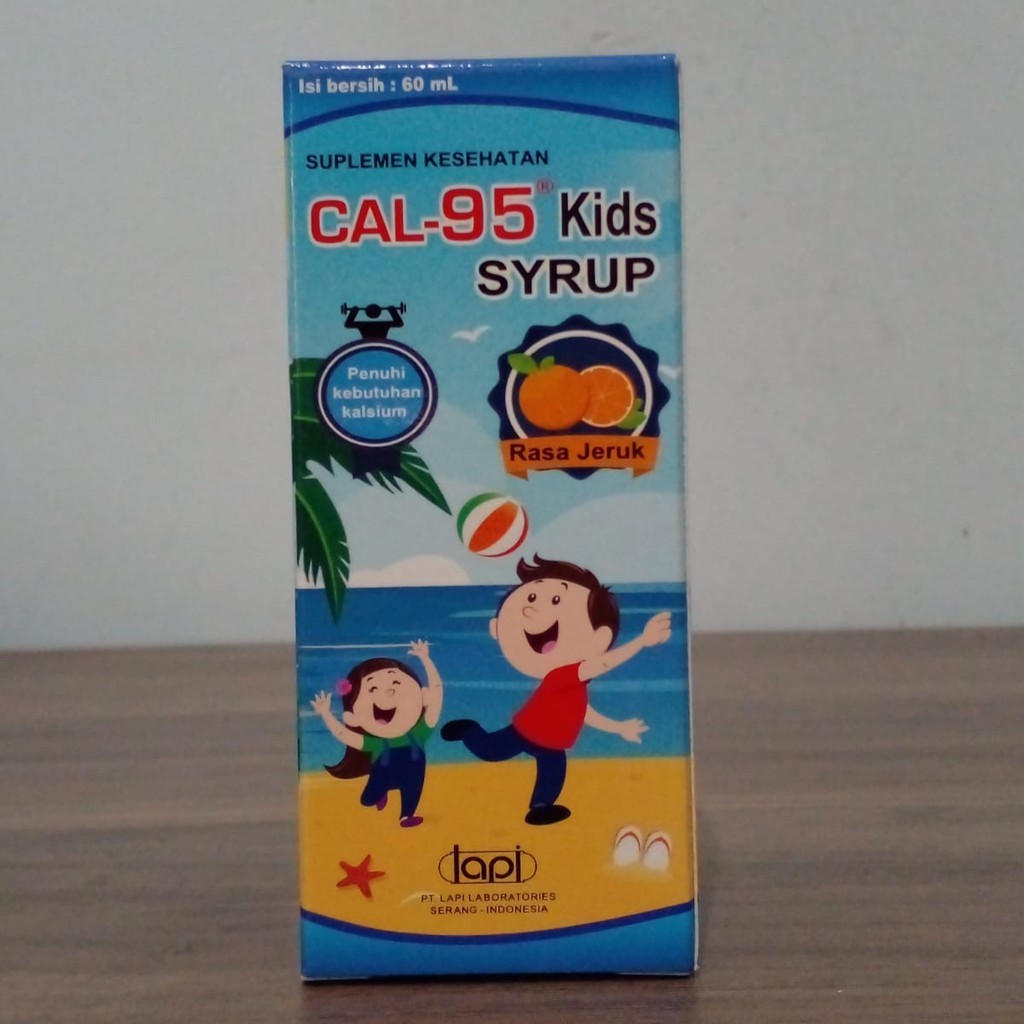 Isi bersih : 60 mL
SUPLEMEN KESEHATAN
CAL-95® Kids
SYRUP
Penuhi
kebutuhan
kalsium
Rasa Jeruk
lapi
PT. LAPI LABORATORIES
SERANG - INDONESIA